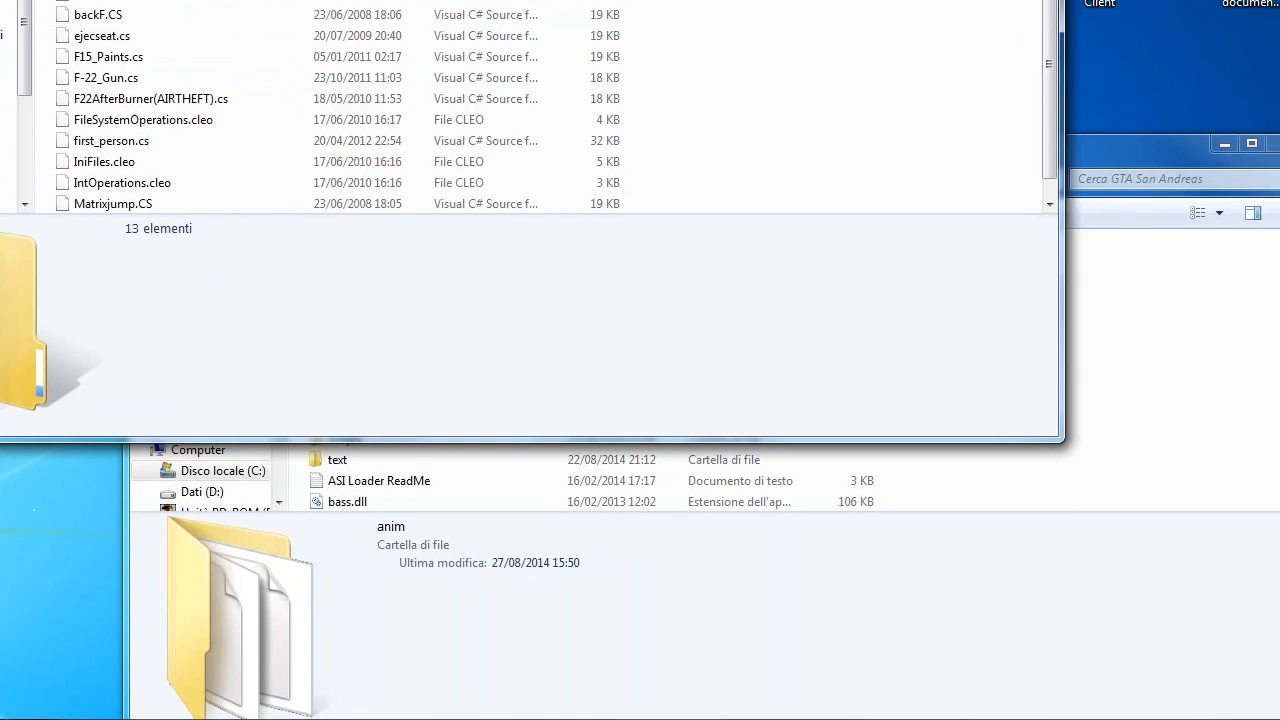 Client
documen...
backF.CS 23/06/2008 18:06 Visual C# Source f... 19 KB
ejecseat.cs 20/07/2009 20:40 Visual C# Source f... 19 KB
F15_Paints.cs 05/01/2011 02:17 Visual C# Source f... 19 KB
F-22_Gun.cs 23/10/2011 11:03 Visual C# Source f... 18 KB
F22AfterBurner(AIRTHEFT).cs 18/05/2010 11:53 Visual C# Source f... 18 KB
FileSystemOperations.cleo 17/06/2010 16:17 File CLEO 4 KB
first_person.cs 20/04/2012 22:54 Visual C# Source f... 32 KB
IniFiles.cleo 17/06/2010 16:16 File CLEO 5 KB
IntOperations.cleo 17/06/2010 16:16 File CLEO 3 KB
Matrixjump.CS 23/06/2008 18:05 Visual C# Source f... 19 KB
Cerca GTA San Andreas
13 elementi
Computer
Disco locale (C:)
Dati (D:)
text 22/08/2014 21:12 Cartella di file
ASI Loader ReadMe 16/02/2014 17:17 Documento di testo 3 KB
bass.dll 16/02/2013 12:02 Estensione dell'ap... 106 KB
anim
Cartella di file
Ultima modifica: 27/08/2014 15:50